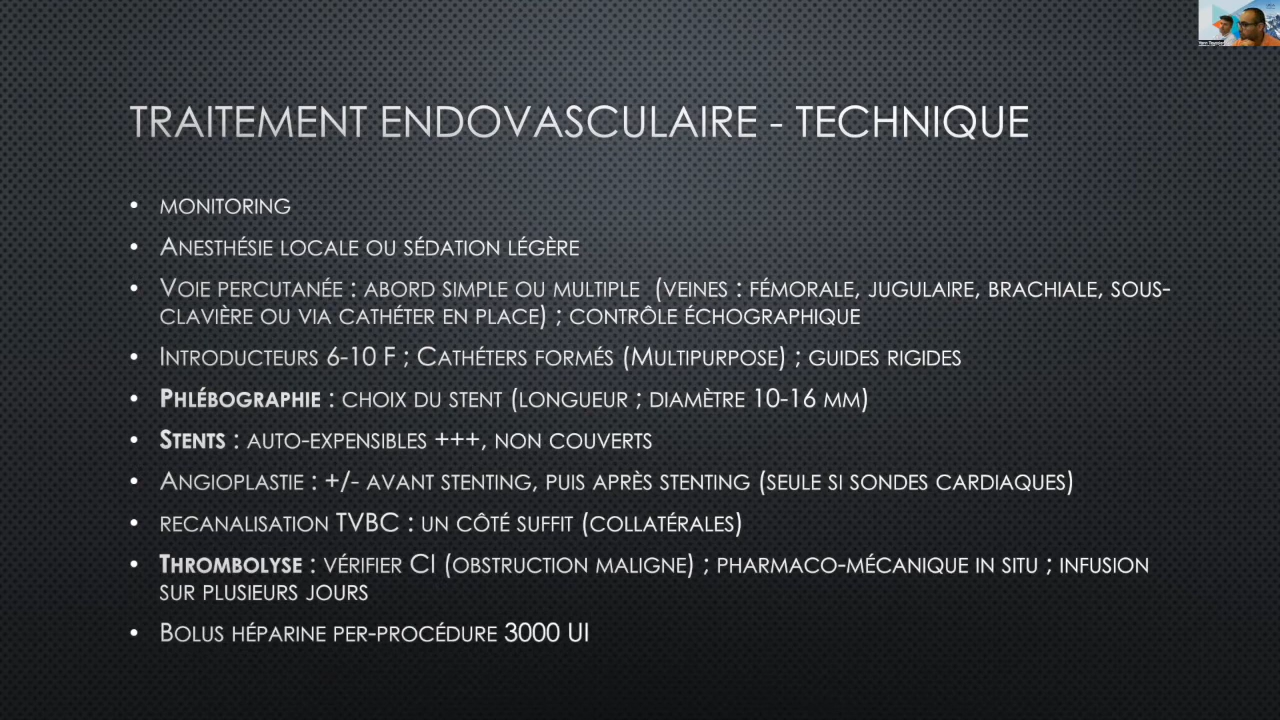 TRAITEMENT ENDOVASCULAIRE - TECHNIQUE
• MONITORING
• ANESTHÉSIE LOCALE OU SÉDATION LÉGÈRE
• VOIE PERCUTANÉE : ABORD SIMPLE OU MULTIPLE (VEINES : FÉMORALE, JUGULAIRE, BRACHIALE, SOUS-
CLAVIÈRE OU VIA CATHÉTER EN PLACE) ; CONTRÔLE ÉCHOGRAPHIQUE
• INTRODUCTEURS 6-10 F ; CATHÉTERS FORMÉS (MULTIPURPOSE) ; GUIDES RIGIDES
• PHLÉBOGRAPHIE : CHOIX DU STENT (LONGUEUR ; DIAMÈTRE 10-16 MM)
• STENTS : AUTO-EXPENSIBLES +++, NON COUVERTS
• ANGIOPLASTIE : +/- AVANT STENTING, PUIS APRÈS STENTING (SEULE SI SONDES CARDIAQUES)
• RECANALISATION TVBC : UN CÔTÉ SUFFIT (COLLATÉRALES)
• THROMBOLYSE : VÉRIFIER CI (OBSTRUCTION MALIGNE) ; PHARMACO-MÉCANIQUE IN SITU ; INFUSION
SUR PLUSIEURS JOURS
• BOLUS HÉPARINE PER-PROCÉDURE 3000 UI